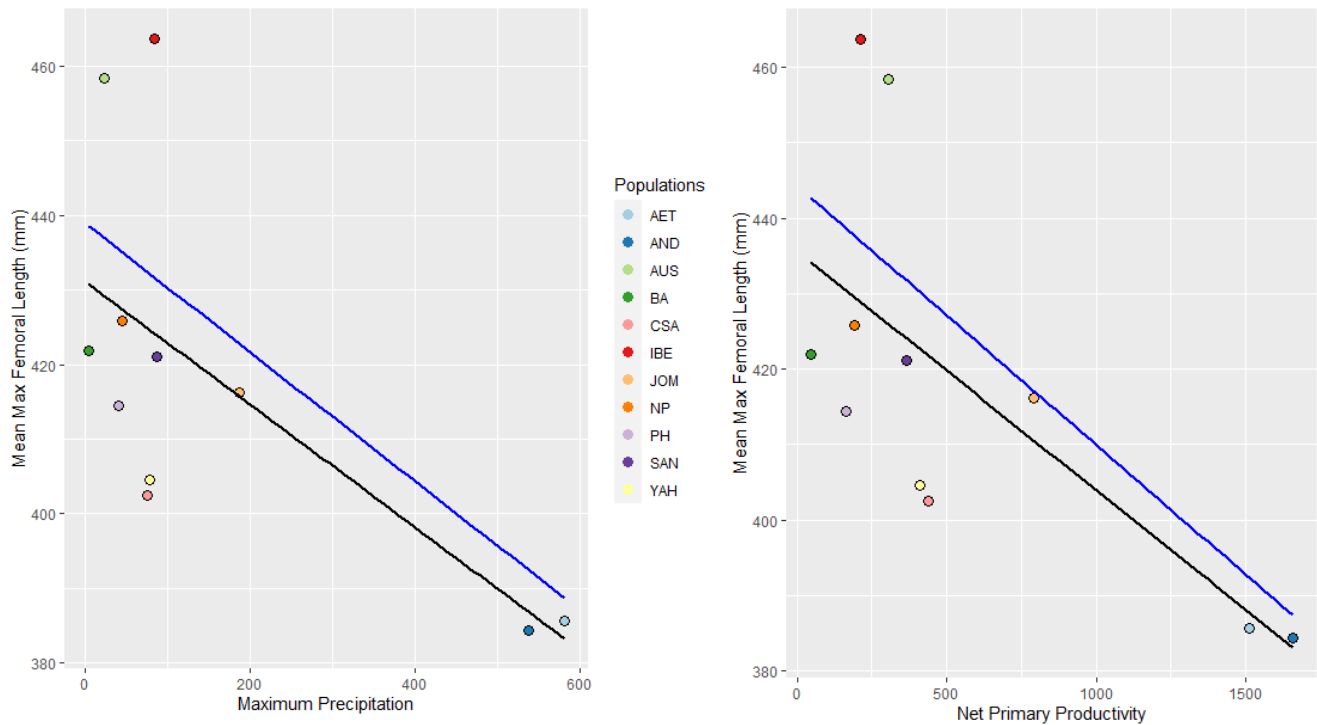 Mean Max Femoral Length (mm)
460
440
420
400
380
0
200
400
600
Maximum Precipitation
Populations
AET
AND
AUS
BA
CSA
IBE
JOM
NP
PH
SAN
YAH
Mean Max Femoral Length (mm)
460
440
420
400
380
0
500
1000
1500
Net Primary Productivity